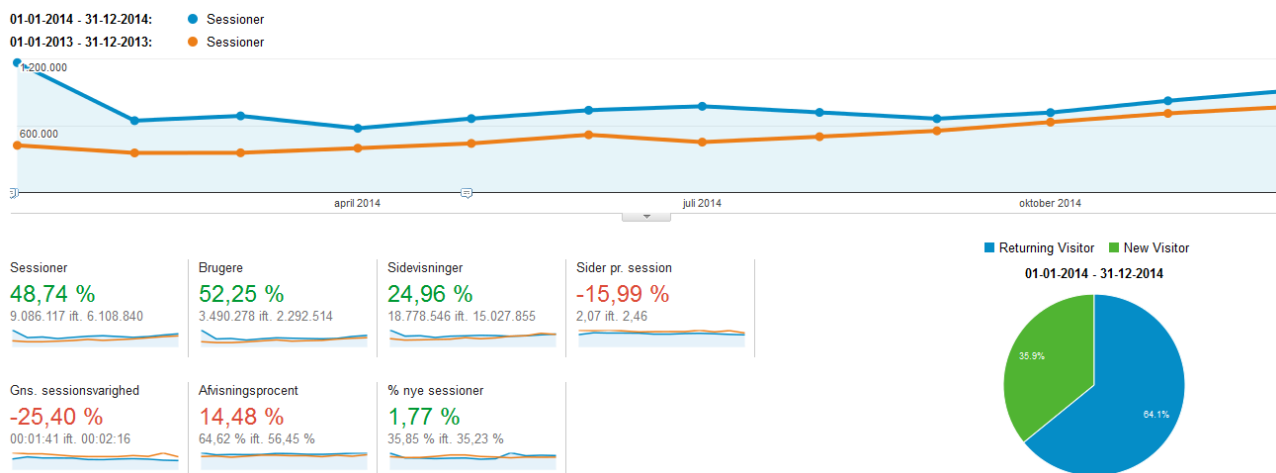 01-01-2014 - 31-12-2014: Sessioner
01-01-2013 - 31-12-2013: Sessioner
1.200.000
600.000
april 2014 juli 2014 oktober 2014
Returning Visitor New Visitor
01-01-2014 - 31-12-2014
35.9%
64.1%
Sessioner
48,74 %
9.086.117 ift. 6.108.840
Brugere
52,25 %
3.490.278 ift. 2.292.514
Sidevisninger
24,96 %
18.778.546 ift. 15.027.855
Sider pr. session
-15,99 %
2,07 ift. 2,46
Gns. sessionsvarighed
-25,40 %
00:01:41 ift. 00:02:16
Afvisningsprocent
14,48 %
64,62 % ift. 56,45 %
% nye sessioner
1,77 %
35,85 % ift. 35,23 %